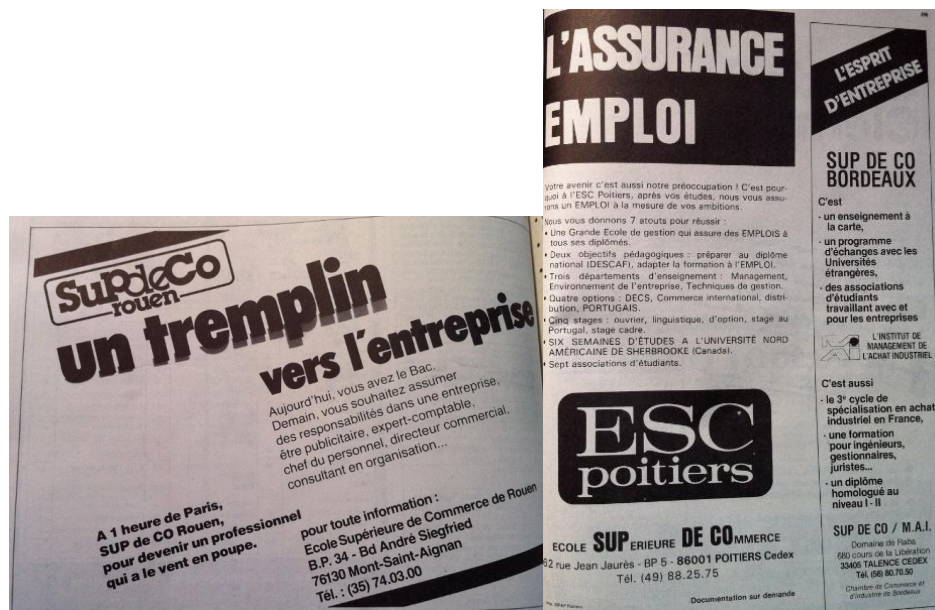 SupdeCo
rouen
un tremplin
vers l'entreprise
Aujourd'hui, vous avez le Bac.
Demain, vous souhaitez assumer
des responsabilités dans une entreprise,
être publicitaire, expert-comptable,
chef du personnel, directeur commercial,
consultant en organisation...
A 1 heure de Paris,
SUP de CO Rouen,
pour devenir un professionnel
qui a le vent en poupe.
pour toute information :
Ecole Supérieure de Commerce de Rouen
B.P. 34 - Bd André Siegfried
76130 Mont-Saint-Aignan
Tél. : (35) 74.03.00
L'ASSURANCE
EMPLOI
Votre avenir c'est aussi notre préoccupation ! C'est pour-
quoi à l'ESC Poitiers, après vos études, nous vous assu-
rons un EMPLOI à la mesure de vos ambitions.
Nous vous donnons 7 atouts pour réussir :
• Une Grande Ecole de gestion qui assure des EMPLOIS à
tous ses diplômés.
• Deux objectifs pédagogiques : préparer au diplôme
national (DESCAF), adapter la formation à l'EMPLOI.
• Trois départements d'enseignement : Management,
Environnement de l'entreprise, Techniques de gestion.
• Quatre options : DECS, Commerce international, distri-
bution, PORTUGAIS.
• Cinq stages : ouvrier, linguistique, d'option, stage au
Portugal, stage cadre.
• SIX SEMAINES D'ÉTUDES A L'UNIVERSITÉ NORD
AMÉRICAINE DE SHERBROOKE (Canada).
• Sept associations d'étudiants.
ESC
poitiers
ECOLE SUPERIEURE DE COMMERCE
32 rue Jean Jaurès - BP 5 - 86001 POITIERS Cedex
Tél. (49) 88.25.75
Documentation sur demande
L'ESPRIT
D'ENTREPRISE
SUP DE CO
BORDEAUX
C'est
- un enseignement à
la carte,
- un programme
d'échanges avec les
Universités
étrangères,
- des associations
d'étudiants
travaillant avec et
pour les entreprises
L'INSTITUT DE
MANAGEMENT DE
L'ACHAT INDUSTRIEL
C'est aussi
- le 3e cycle de
spécialisation en achat
industriel en France,
- une formation
pour ingénieurs,
gestionnaires,
juristes...
- un diplôme
homologué au
niveau I - II
SUP DE CO / M.A.I.
Domaine de Raba
680 cours de la Libération
33405 TALENCE CEDEX
Tél. (56) 80.70.50
Chambre de Commerce et
d'Industrie de Bordeaux